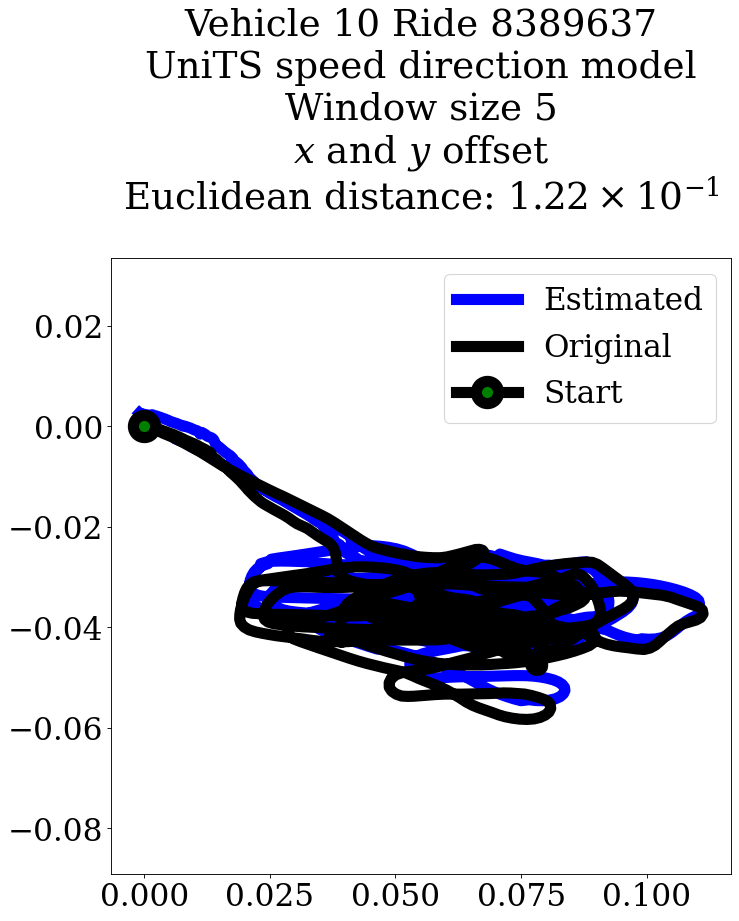 Vehicle 10 Ride 8389637
UniTS speed direction model
Window size 5
x and y offset
Euclidean distance: 1.22 × 10⁻¹
Estimated
Original
Start
0.02
0.00
−0.02
−0.04
−0.06
−0.08
0.000 0.025 0.050 0.075 0.100